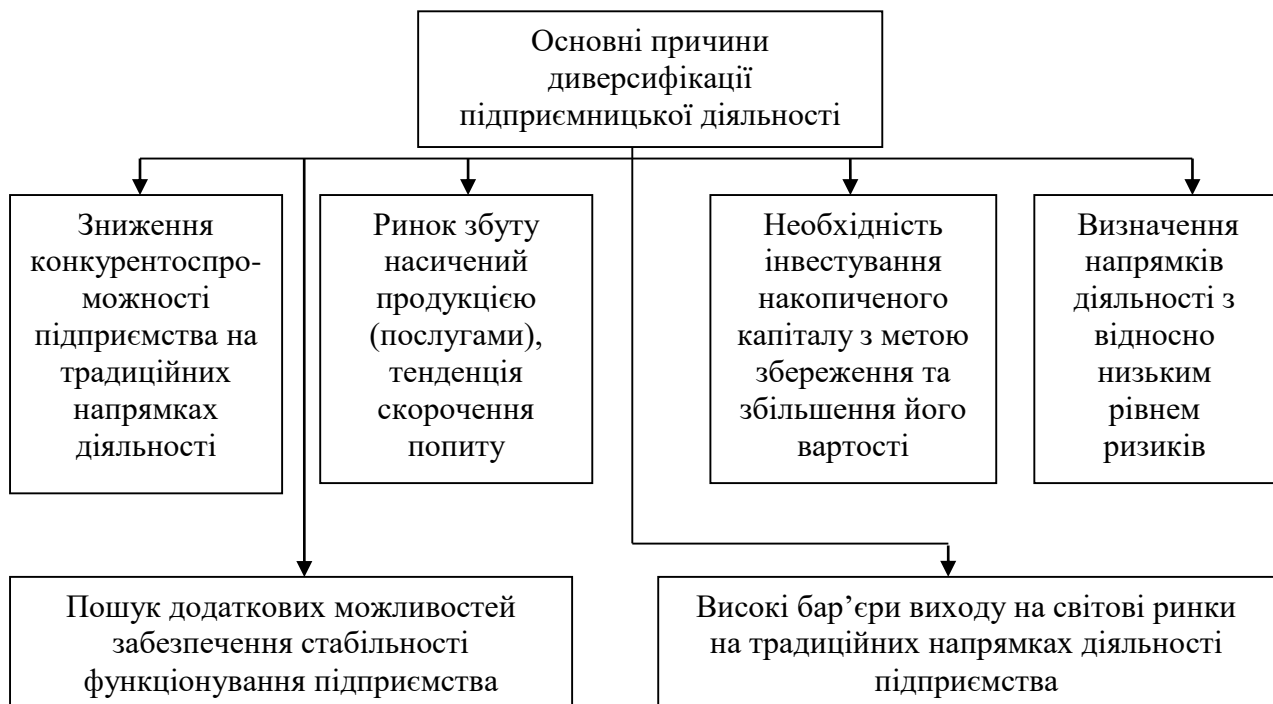 Основні причини
диверсифікації
підприємницької діяльності
Зниження
конкурентоспро-
можності
підприємства на
традиційних
напрямках
діяльності
Ринок збуту
насичений
продукцією
(послугами),
тенденція
скорочення
попиту
Необхідність
інвестування
накопиченого
капіталу з метою
збереження та
збільшення його
вартості
Визначення
напрямків
діяльності з
відносно
низьким
рівнем
ризиків
Пошук додаткових можливостей
забезпечення стабільності
функціонування підприємства
Високі бар’єри виходу на світові ринки
на традиційних напрямках діяльності
підприємства